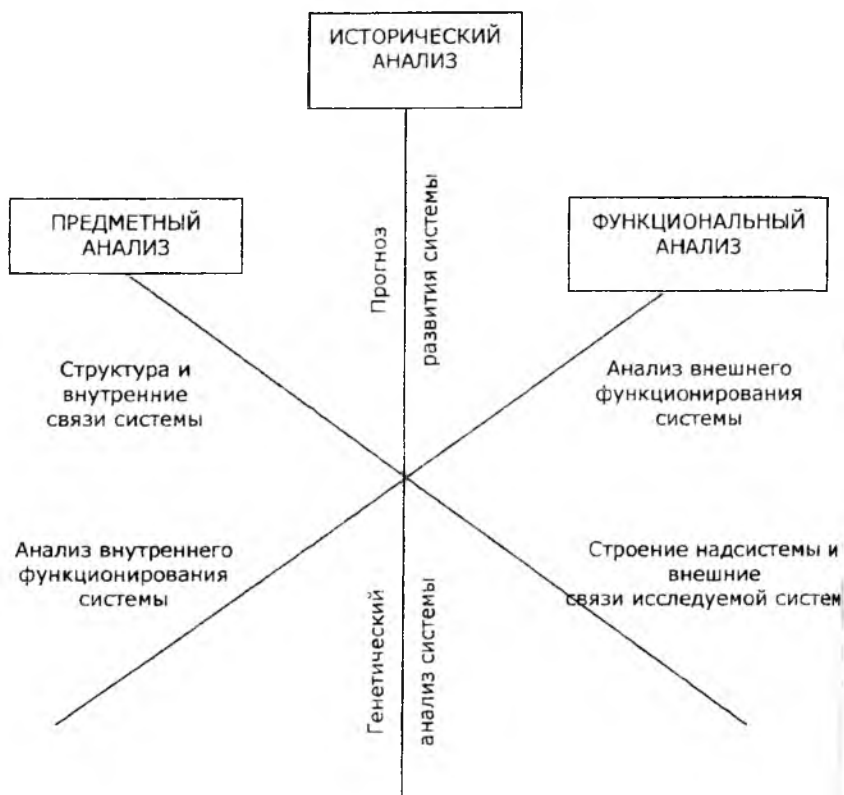 ИСТОРИЧЕСКИЙ
АНАЛИЗ
ПРЕДМЕТНЫЙ
АНАЛИЗ
ФУНКЦИОНАЛЬНЫЙ
АНАЛИЗ
Прогноз
развития системы
Структура и
внутренние
связи системы
Анализ внешнего
функционирования
системы
Анализ внутреннего
функционирования
системы
Строение надсистемы и
внешние
связи исследуемой систем
Генетический
анализ системы